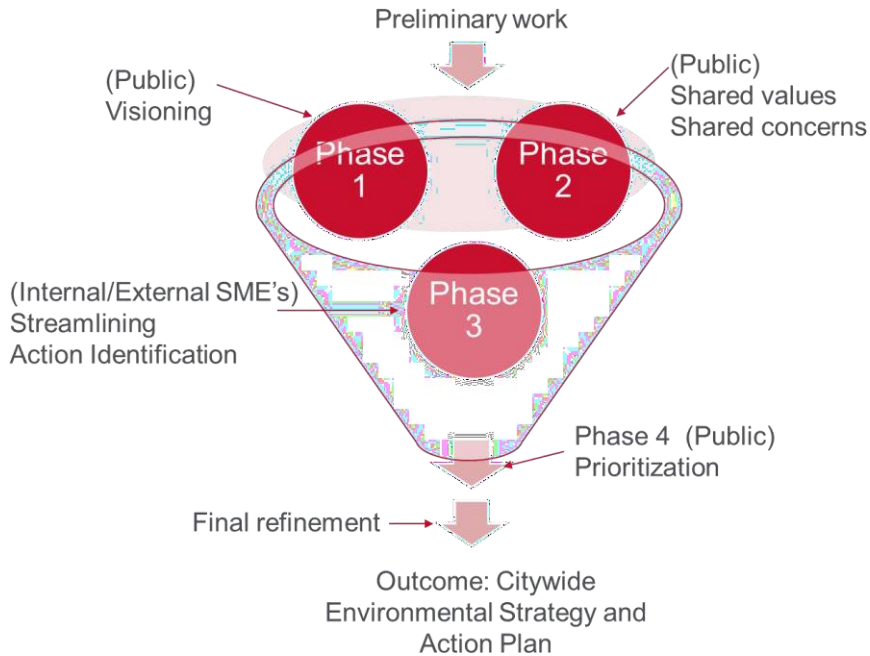 Preliminary work
(Public)
Visioning
(Public)
Shared values
Shared concerns
Phase
1
Phase
2
(Internal/External SME's)
Streamlining
Action Identification
Phase
3
Phase 4 (Public)
Prioritization
Final refinement
Outcome: Citywide
Environmental Strategy and
Action Plan